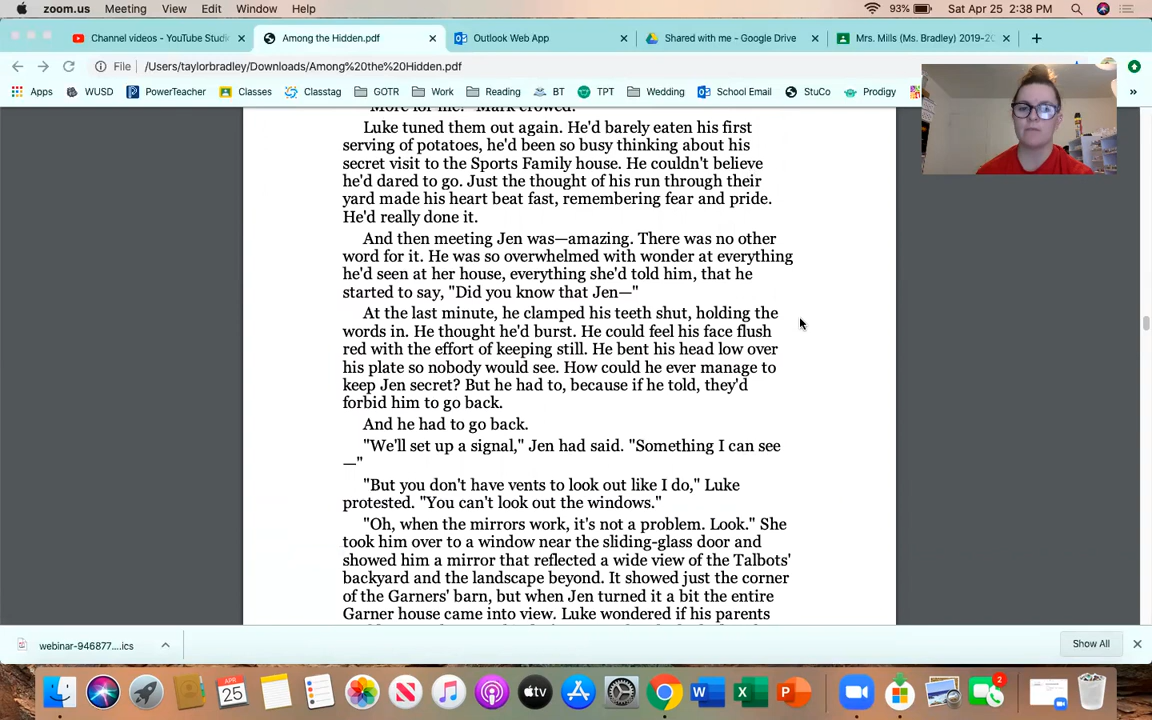 zoom.us Meeting View Edit Window Help 93% Sat Apr 25 2:38 PM
Channel videos - YouTube Studi Among the Hidden.pdf Outlook Web App Shared with me - Google Drive Mrs. Mills (Ms. Bradley) 2019-20
File /Users/taylorbradley/Downloads/Among%20the%20Hidden.pdf
Apps WUSD PowerTeacher Classes Classtag GOTR Work Reading BT TPT Wedding School Email StuCo Prodigy »
"More for me!" Mark crowed.
Luke tuned them out again. He'd barely eaten his first
serving of potatoes, he'd been so busy thinking about his
secret visit to the Sports Family house. He couldn't believe
he'd dared to go. Just the thought of his run through their
yard made his heart beat fast, remembering fear and pride.
He'd really done it.
And then meeting Jen was—amazing. There was no other
word for it. He was so overwhelmed with wonder at everything
he'd seen at her house, everything she'd told him, that he
started to say, "Did you know that Jen—"
At the last minute, he clamped his teeth shut, holding the
words in. He thought he'd burst. He could feel his face flush
red with the effort of keeping still. He bent his head low over
his plate so nobody would see. How could he ever manage to
keep Jen secret? But he had to, because if he told, they'd
forbid him to go back.
And he had to go back.
"We'll set up a signal," Jen had said. "Something I can see
—"
"But you don't have vents to look out like I do," Luke
protested. "You can't look out the windows."
"Oh, when the mirrors work, it's not a problem. Look." She
took him over to a window near the sliding-glass door and
showed him a mirror that reflected a wide view of the Talbots'
backyard and the landscape beyond. It showed just the corner
of the Garners' barn, but when Jen turned it a bit the entire
Garner house came into view. Luke wondered if his parents
webinar-946877....ics Show All
APR
25
tv
2